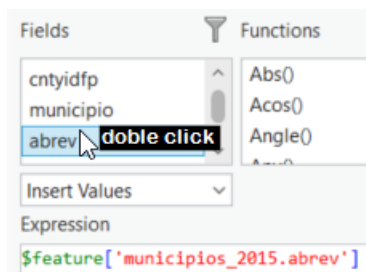 Fields
Functions
cntyidfp
municipio
abrev
doble click
Abs()
Acos()
Angle()
Insert Values
Expression
$feature['municipios_2015.abrev']